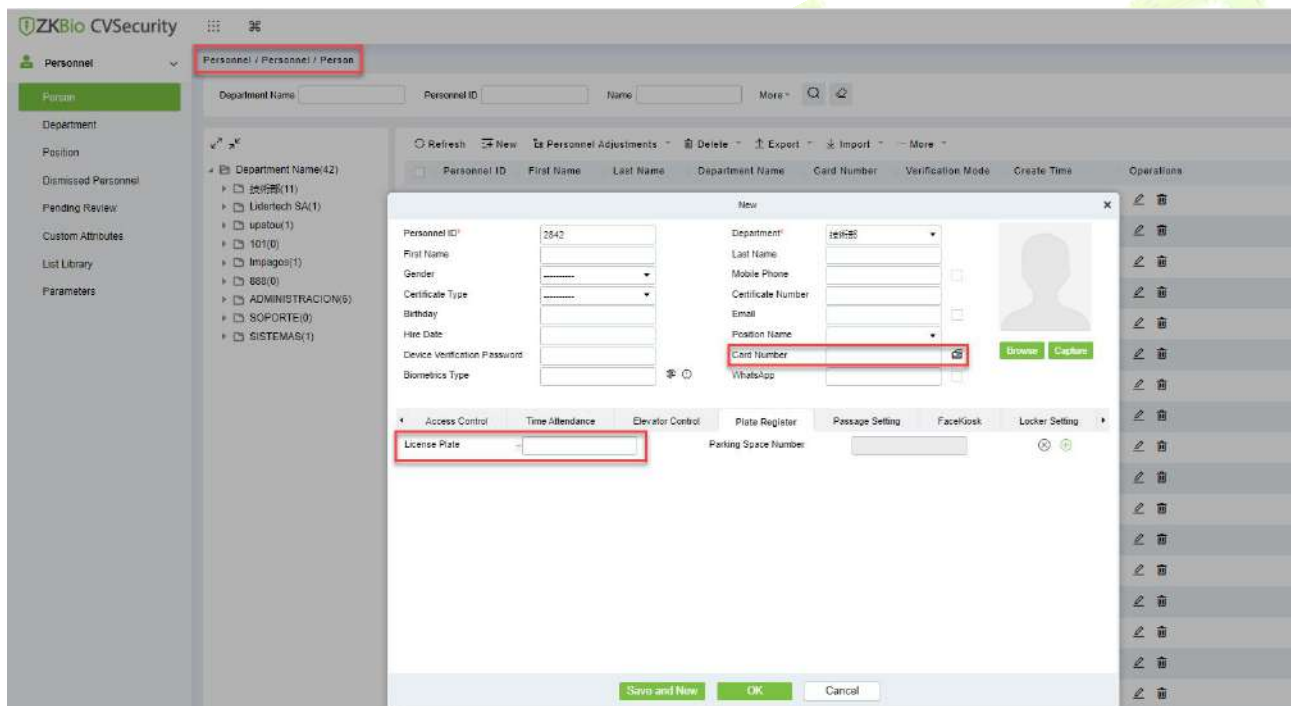 ZKBio CVSecurity
Personnel
Personnel / Personnel / Person
Person
Department
Position
Dismissed Personnel
Pending Review
Custom Attributes
List Library
Parameters
Department Name
Personnel ID
Name
More
Refresh New Personnel Adjustments Delete Export Import More
Department Name(42)
技術部(11)
Lidertech SA(1)
upatou(1)
101(0)
Impagos(1)
888(0)
ADMINISTRACION(6)
SOPORTE(0)
SISTEMAS(1)
Personnel ID First Name Last Name Department Name Card Number Verification Mode Create Time Operations
New
Personnel ID* 2842 Department* 技術部
First Name Last Name
Gender ---------- Mobile Phone
Certificate Type ---------- Certificate Number
Birthday Email
Hire Date Position Name
Device Verification Password Card Number
Biometrics Type WhatsApp
Browse Capture
Access Control Time Attendance Elevator Control Plate Register Passage Setting FaceKiosk Locker Setting
License Plate Parking Space Number
Save and New OK Cancel